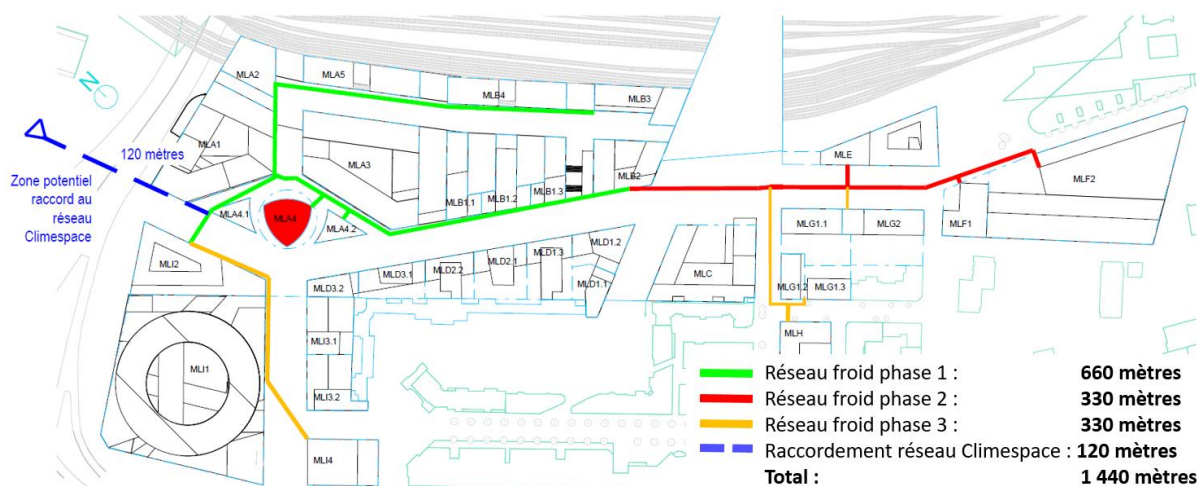 N
MLA2
MLA5
MLB4
MLB3
MLA1
MLA3
MLB1.1
MLB1.2
MLB1.3
MLB2
MLE
MLF2
MLF1
120 mètres
Zone potentiel
raccord au
réseau
Climespace
MLA4.1
MLA4
MLA4.2
MLG1.1
MLG2
MLI2
MLD3.2
MLD3.1
MLD2.2
MLD2.1
MLD1.3
MLD1.2
MLD1.1
MLC
MLG1.2
MLG1.3
MLH
MLI1
MLI3.1
MLI3.2
MLI4
Réseau froid phase 1 : 660 mètres
Réseau froid phase 2 : 330 mètres
Réseau froid phase 3 : 330 mètres
Raccordement réseau Climespace : 120 mètres
Total : 1 440 mètres